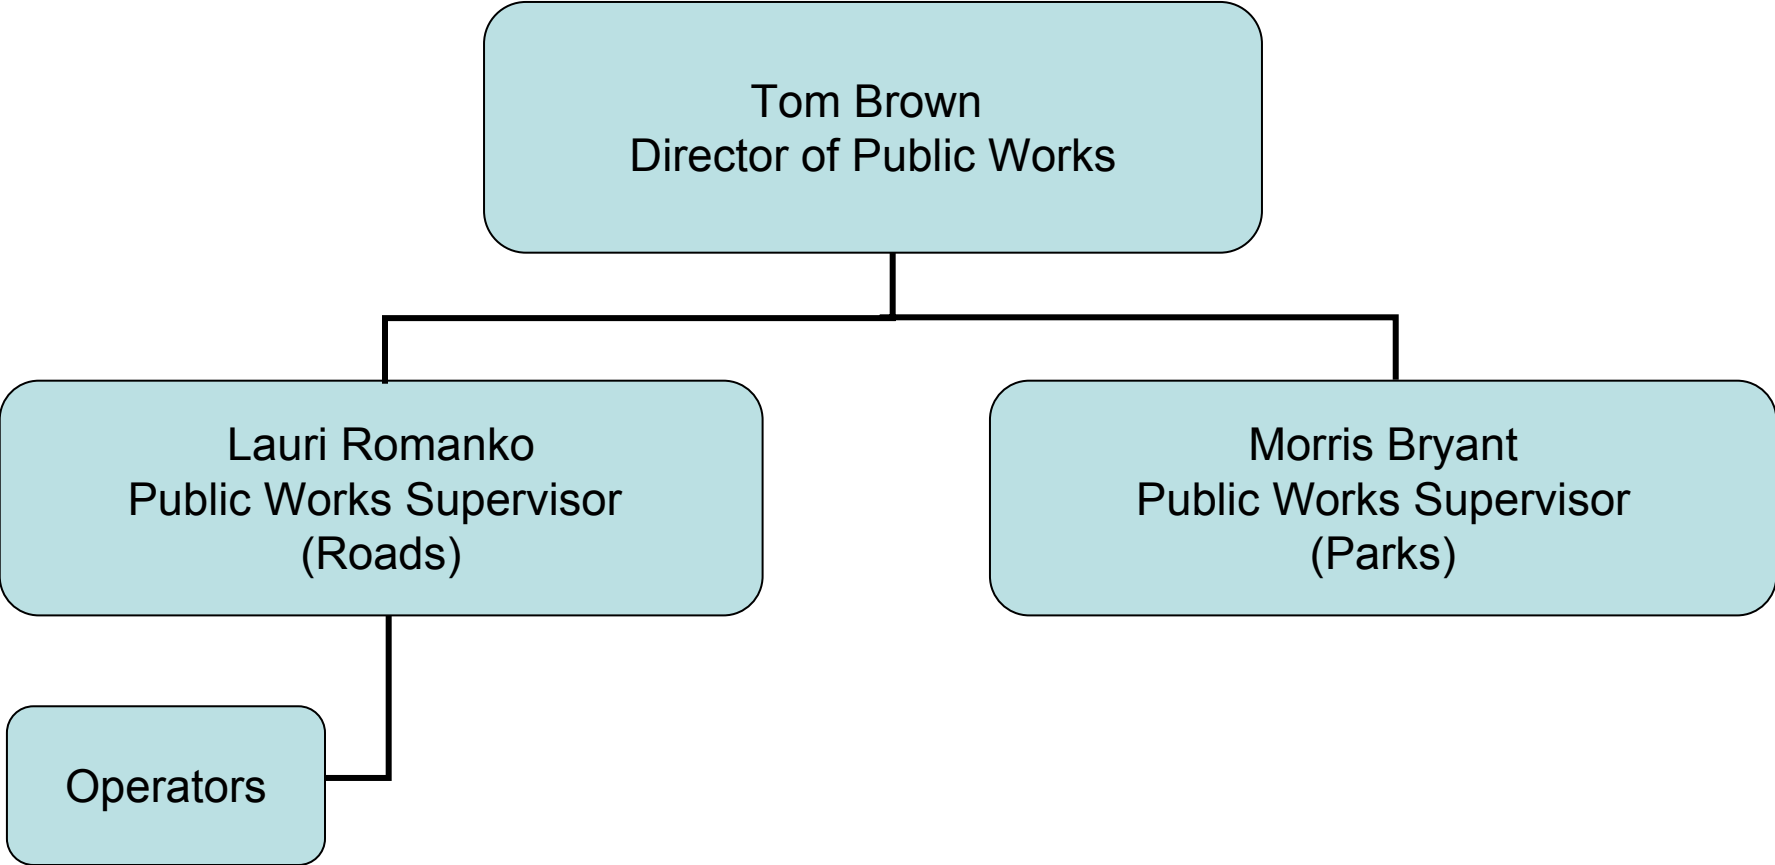 Tom Brown
Director of Public Works
Lauri Romanko
Public Works Supervisor
(Roads)
Morris Bryant
Public Works Supervisor
(Parks)
Operators